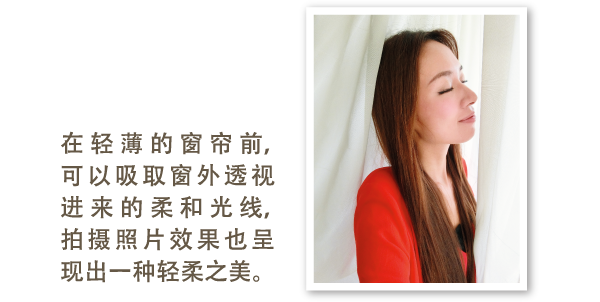 在轻薄的窗帘前,
可以吸取窗外透视
进来的柔和光线,
拍摄照片效果也呈
现出一种轻柔之美。